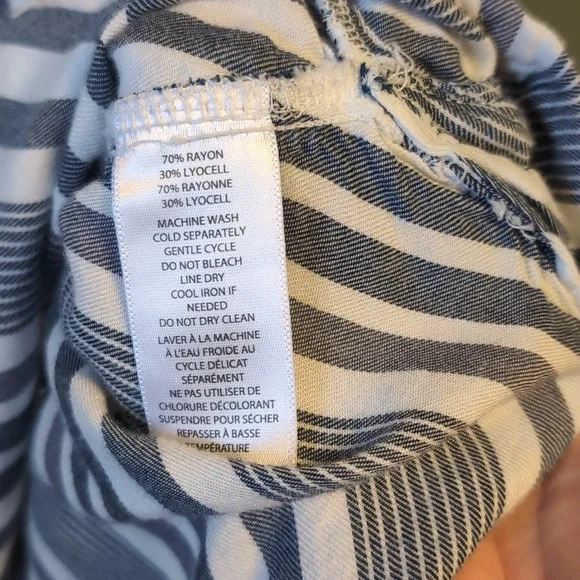 70% RAYON
30% LYOCELL
70% RAYONNE
30% LYOCELL
MACHINE WASH
COLD SEPARATELY
GENTLE CYCLE
DO NOT BLEACH
LINE DRY
COOL IRON IF
NEEDED
DO NOT DRY CLEAN
LAVER À LA MACHINE
À L'EAU FROIDE AU
CYCLE DÉLICAT
SÉPARÉMENT
NE PAS UTILISER DE
CHLORURE DÉCOLORANT
SUSPENDRE POUR SÉCHER
REPASSER À BASSE
TEMPÉRATURE